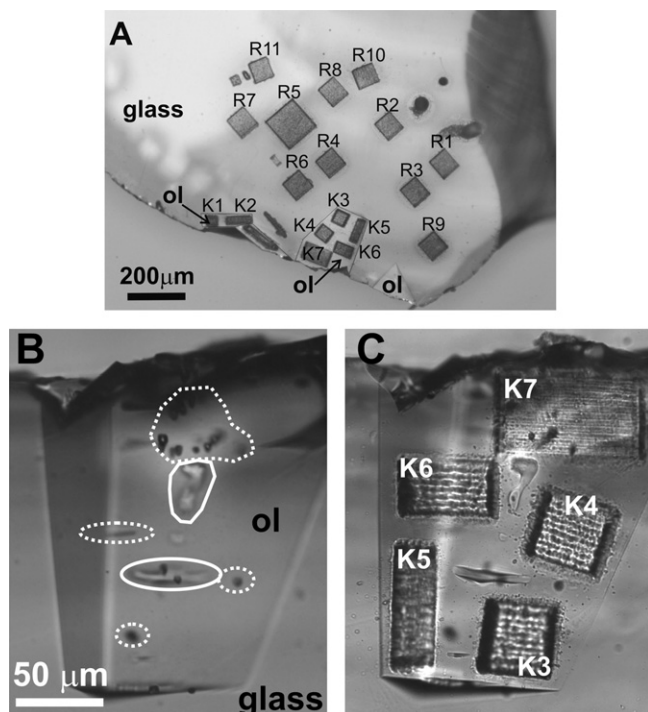 A
R11
R10
R8
R7
R5
R2
glass
R4
R1
R6
R3
ol
K1
K2
K3
R9
K4
K5
K7
K6
ol
ol
200μm
B
ol
50 μm
glass
C
K7
K6
K4
K5
K3